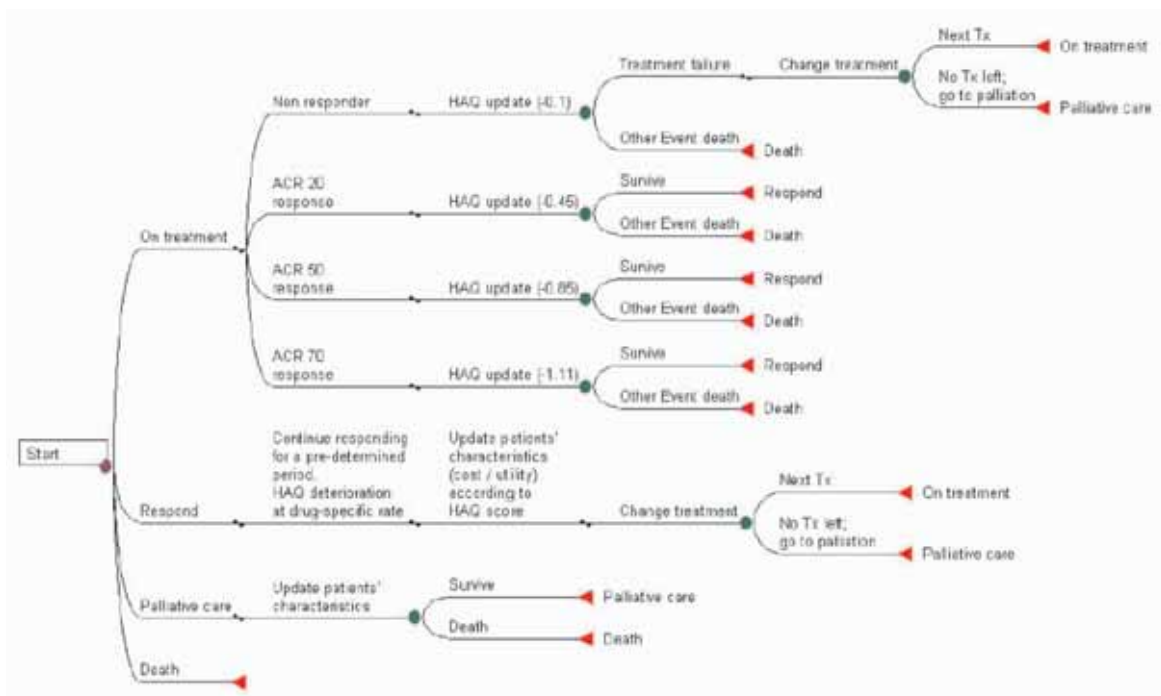 Next Tx
On treatment
Treatment failure
Change treatment
No Tx left;
go to palliation
Palliative care
Non responder
HAQ update (-0.1)
Other Event death
Death
ACR 20
response
HAQ update (-0.45)
Survive
Respond
Other Event death
Death
On treatment
ACR 50
response
HAQ update (-0.85)
Survive
Respond
Other Event death
Death
ACR 70
response
HAQ update (-1.11)
Survive
Respond
Other Event death
Death
Start
Continue responding
for a pre-determined
period.
HAQ deterioration
at drug-specific rate
Update patients'
characteristics
(cost / utility)
according to
HAQ score
Respond
Change treatment
Next Tx
On treatment
No Tx left;
go to palliation
Palliative care
Palliative care
Update patients'
characteristics
Survive
Palliative care
Death
Death
Death